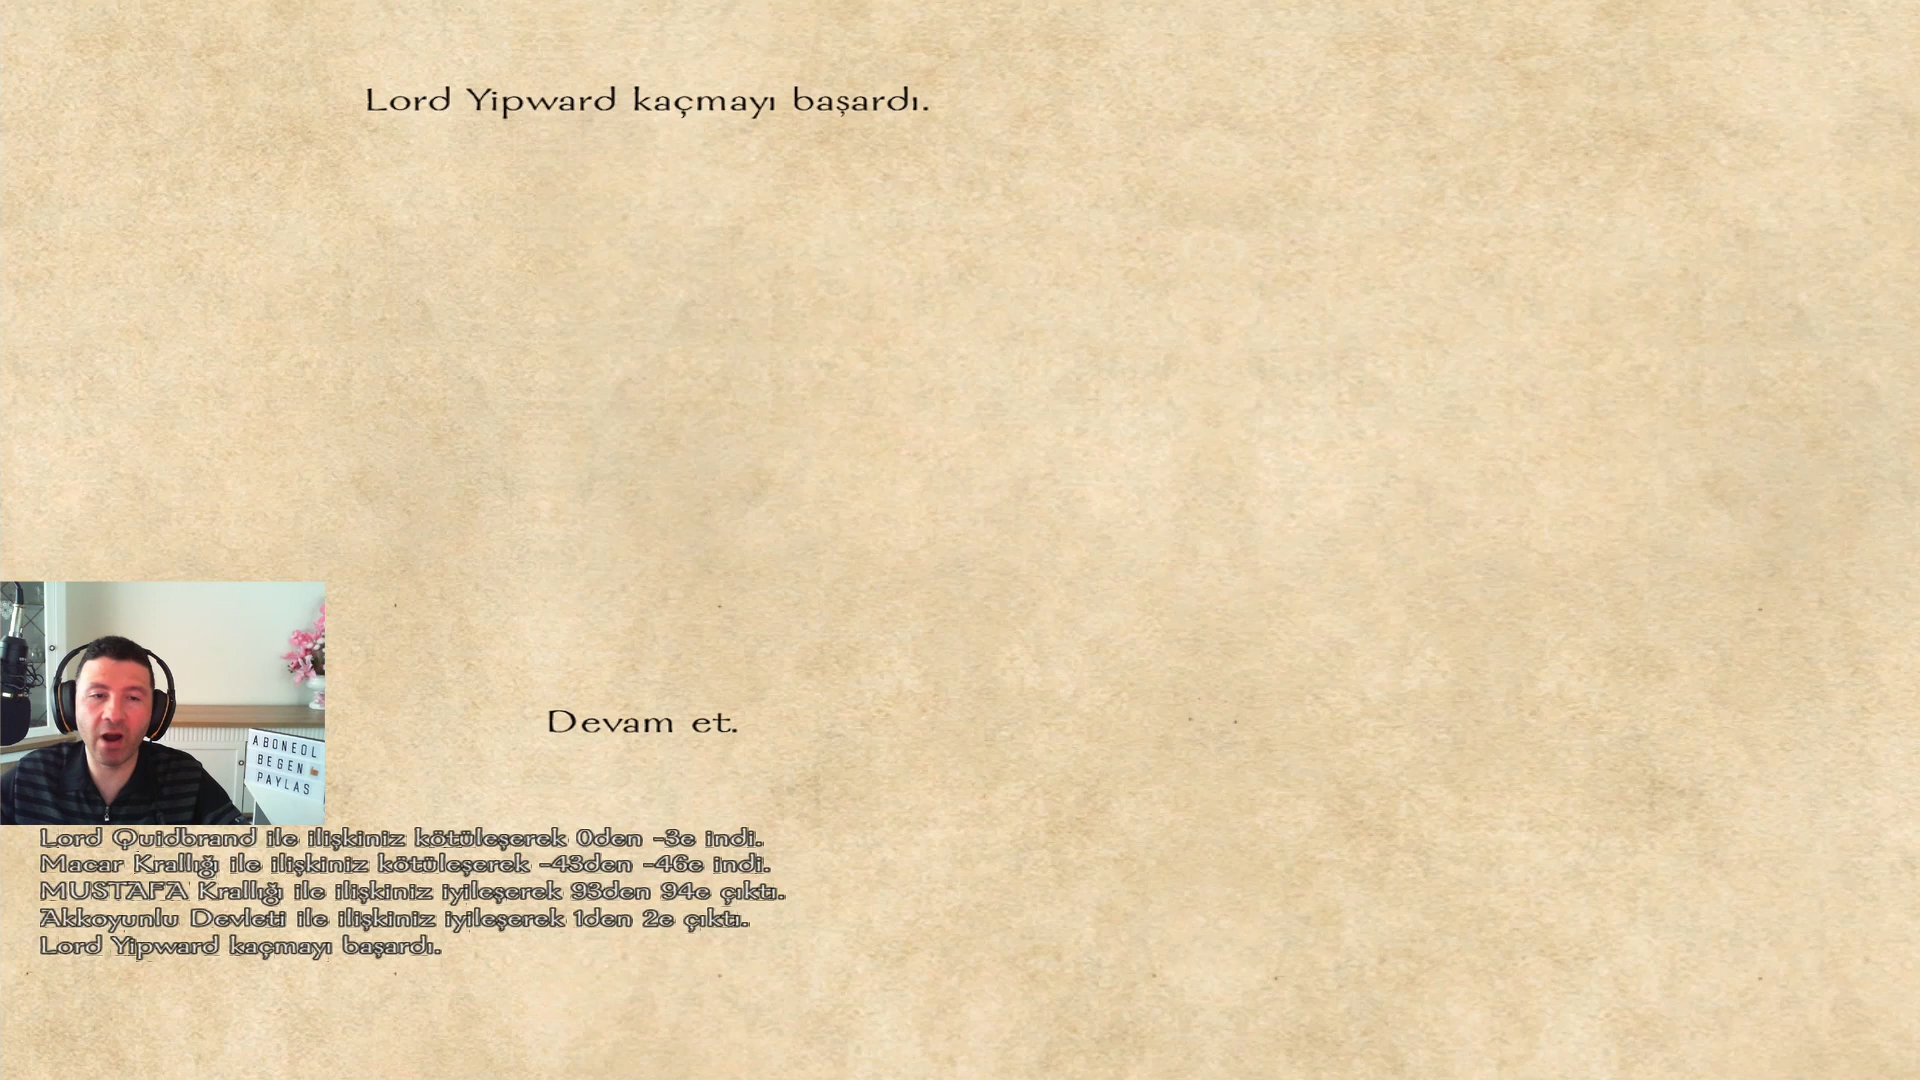 Lord Yipward kaçmayı başardı.
ABONEOL
BEGEN
PAYLAS
Devam et.
Lord Quidbrand ile ilişkiniz kötüleşerek 0den -3e indi.
Macar Krallığı ile ilişkiniz kötüleşerek -43den -46e indi.
MUSTAFA Krallığı ile ilişkiniz iyileşerek 93den 94e çıktı.
Akkoyunlu Devleti ile ilişkiniz iyileşerek 1den 2e çıktı.
Lord Yipward kaçmayı başardı.